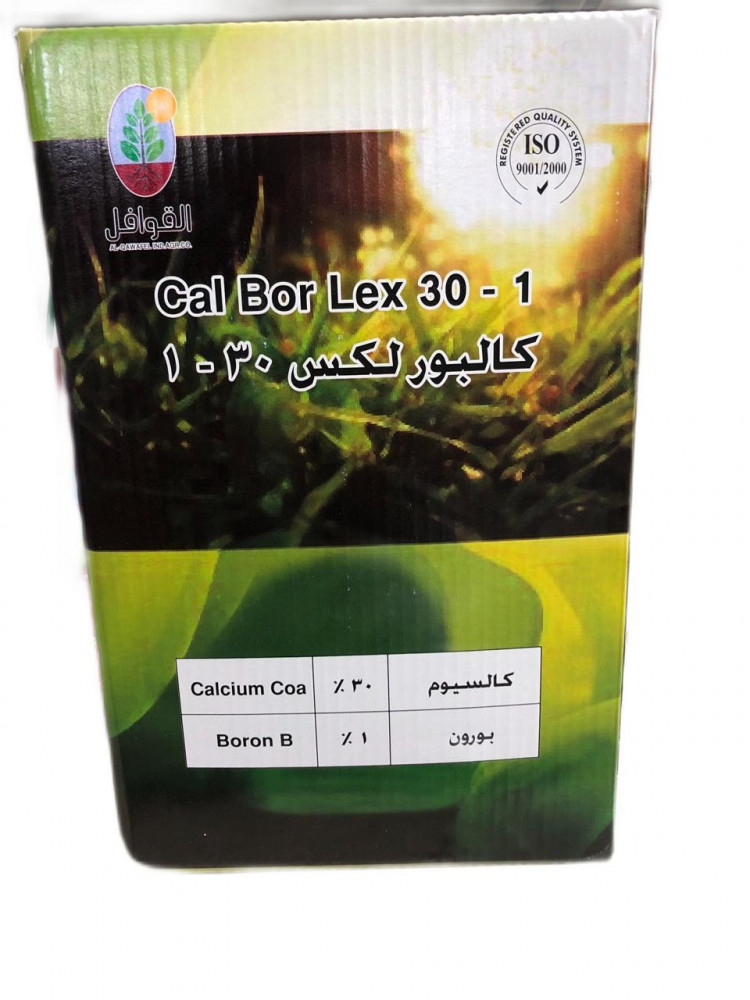 REGISTERED QUALITY SYSTEM
ISO
9001/2000
القوافل
AL-QAWAFEL IND.AGR.CO.
Cal Bor Lex 30 - 1
كالبور لكس ٣٠ - ١
Calcium Coa ٪ ٣٠ كالسيوم
Boron B ٪ ١ بورون